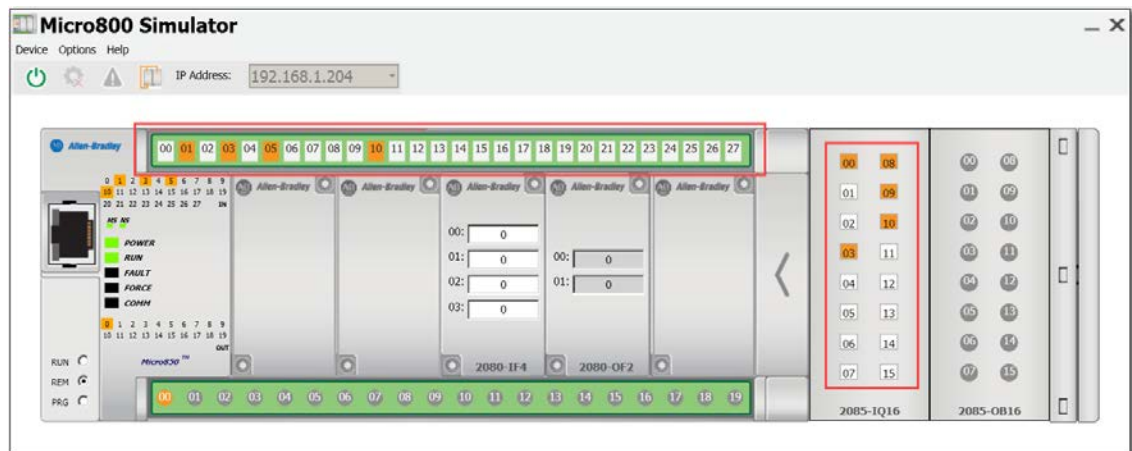 Micro800 Simulator
Device Options Help
IP Address: 192.168.1.204
Allen-Bradley
00 01 02 03 04 05 06 07 08 09 10 11 12 13 14 15 16 17 18 19 20 21 22 23 24 25 26 27
0 1 2 3 4 5 6 7 8 9
10 11 12 13 14 15 16 17 18 19
20 21 22 23 24 25 26 27 IN
MS NS
POWER
RUN
FAULT
FORCE
COMM
0 1 2 3 4 5 6 7 8 9
10 11 12 13 14 15 16 17 18 19
OUT
Micro850 ™
RUN
REM
PRG
Allen-Bradley
Allen-Bradley
Allen-Bradley
00: 0
01: 0
02: 0
03: 0
2080-IF4
Allen-Bradley
00: 0
01: 0
2080-OF2
Allen-Bradley
00 01 02 03 04 05 06 07 08 09 10 11 12 13 14 15 16 17 18 19
00 08
01 09
02 10
03 11
04 12
05 13
06 14
07 15
2085-IQ16
00 08
01 09
02 10
03 11
04 12
05 13
06 14
07 15
2085-OB16